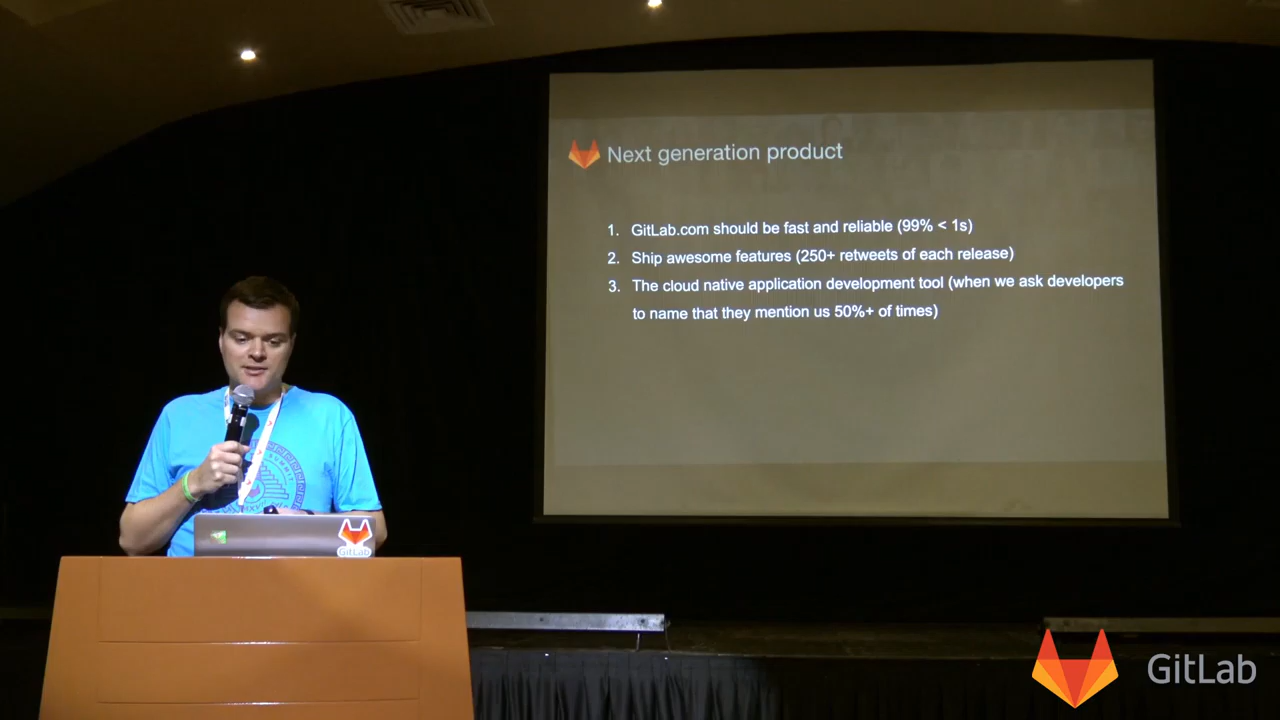 Next generation product
1. GitLab.com should be fast and reliable (99% < 1s)
2. Ship awesome features (250+ retweets of each release)
3. The cloud native application development tool (when we ask developers
to name that they mention us 50%+ of times)
SUMMIT
GitLab
GitLab